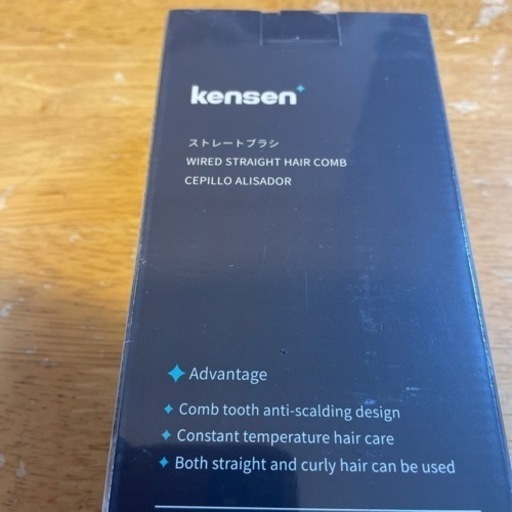 kensen
ストレートブラシ
WIRED STRAIGHT HAIR COMB
CEPILLO ALISADOR
Advantage
Comb tooth anti-scalding design
Constant temperature hair care
Both straight and curly hair can be used